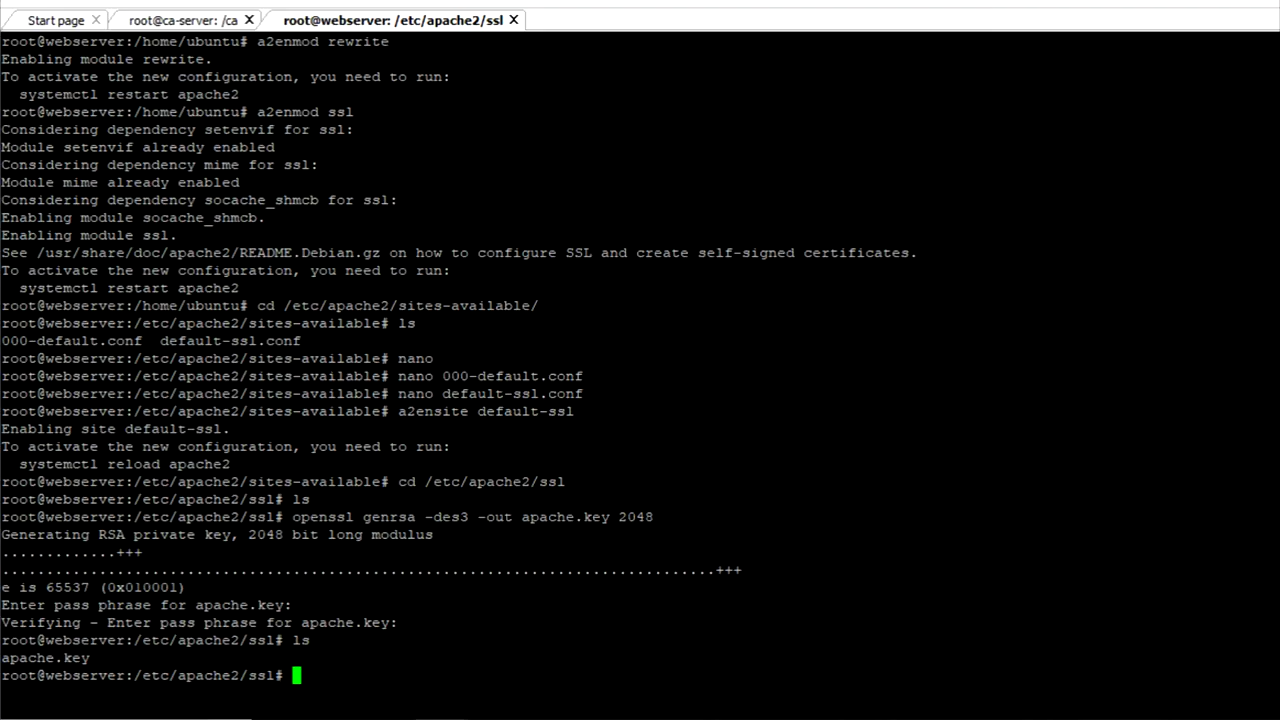 Start page × root@ca-server: /ca × root@webserver: /etc/apache2/ssl ×
root@webserver:/home/ubuntu# a2enmod rewrite
Enabling module rewrite.
To activate the new configuration, you need to run:
  systemctl restart apache2
root@webserver:/home/ubuntu# a2enmod ssl
Considering dependency setenvif for ssl:
Module setenvif already enabled
Considering dependency mime for ssl:
Module mime already enabled
Considering dependency socache_shmcb for ssl:
Enabling module socache_shmcb.
Enabling module ssl.
See /usr/share/doc/apache2/README.Debian.gz on how to configure SSL and create self-signed certificates.
To activate the new configuration, you need to run:
  systemctl restart apache2
root@webserver:/home/ubuntu# cd /etc/apache2/sites-available/
root@webserver:/etc/apache2/sites-available# ls
000-default.conf  default-ssl.conf
root@webserver:/etc/apache2/sites-available# nano
root@webserver:/etc/apache2/sites-available# nano 000-default.conf
root@webserver:/etc/apache2/sites-available# nano default-ssl.conf
root@webserver:/etc/apache2/sites-available# a2ensite default-ssl
Enabling site default-ssl.
To activate the new configuration, you need to run:
  systemctl reload apache2
root@webserver:/etc/apache2/sites-available# cd /etc/apache2/ssl
root@webserver:/etc/apache2/ssl# ls
root@webserver:/etc/apache2/ssl# openssl genrsa -des3 -out apache.key 2048
Generating RSA private key, 2048 bit long modulus
.............+++
.................................................................................+++
e is 65537 (0x010001)
Enter pass phrase for apache.key:
Verifying - Enter pass phrase for apache.key:
root@webserver:/etc/apache2/ssl# ls
apache.key
root@webserver:/etc/apache2/ssl#